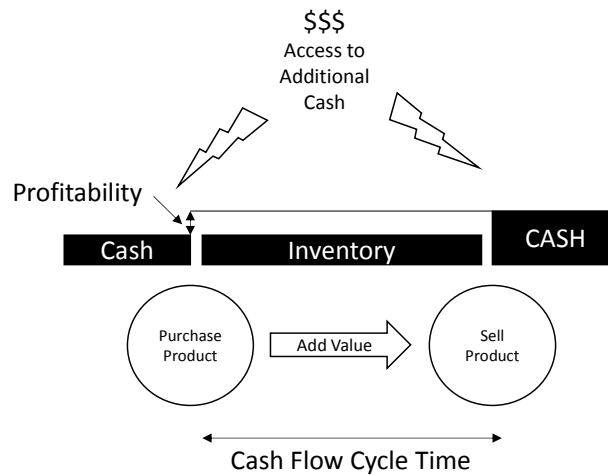 $$$
Access to
Additional
Cash
Profitability
Cash
Inventory
CASH
Purchase
Product
Add Value
Sell
Product
Cash Flow Cycle Time